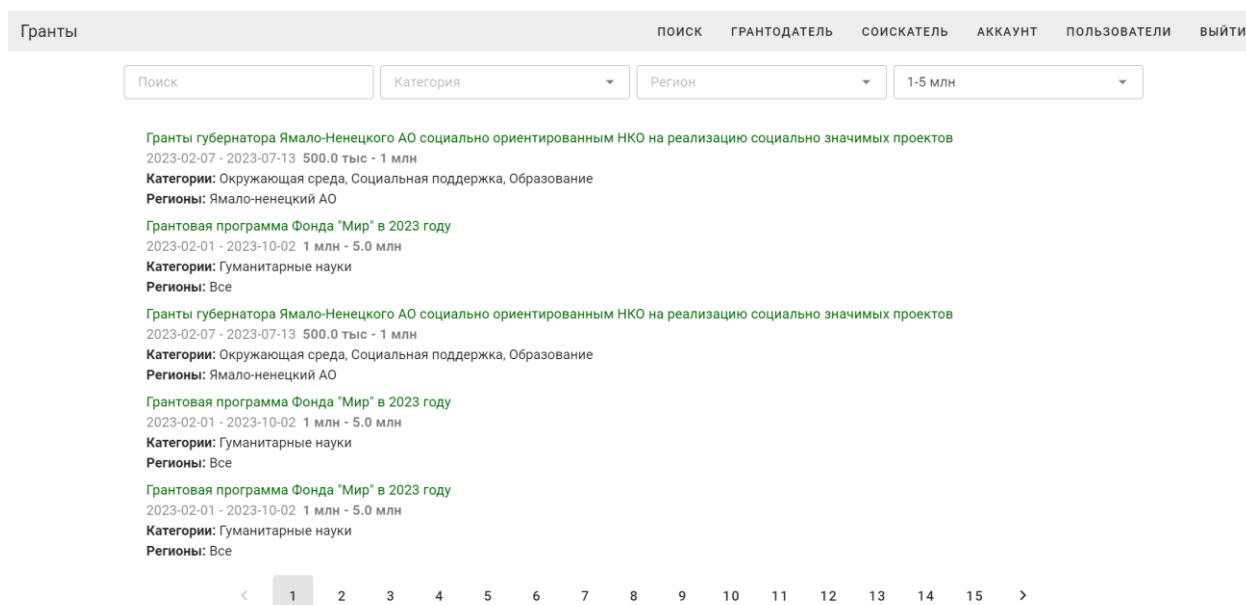 Гранты ПОИСК ГРАНТОДАТЕЛЬ СОИСКАТЕЛЬ АККАУНТ ПОЛЬЗОВАТЕЛИ ВЫЙТИ
Поиск Категория Регион 1-5 млн
Гранты губернатора Ямало-Ненецкого АО социально ориентированным НКО на реализацию социально значимых проектов
2023-02-07 - 2023-07-13 500.0 тыс - 1 млн
Категории: Окружающая среда, Социальная поддержка, Образование
Регионы: Ямало-ненецкий АО
Грантовая программа Фонда "Мир" в 2023 году
2023-02-01 - 2023-10-02 1 млн - 5.0 млн
Категории: Гуманитарные науки
Регионы: Все
Гранты губернатора Ямало-Ненецкого АО социально ориентированным НКО на реализацию социально значимых проектов
2023-02-07 - 2023-07-13 500.0 тыс - 1 млн
Категории: Окружающая среда, Социальная поддержка, Образование
Регионы: Ямало-ненецкий АО
Грантовая программа Фонда "Мир" в 2023 году
2023-02-01 - 2023-10-02 1 млн - 5.0 млн
Категории: Гуманитарные науки
Регионы: Все
Грантовая программа Фонда "Мир" в 2023 году
2023-02-01 - 2023-10-02 1 млн - 5.0 млн
Категории: Гуманитарные науки
Регионы: Все
< 1 2 3 4 5 6 7 8 9 10 11 12 13 14 15 >